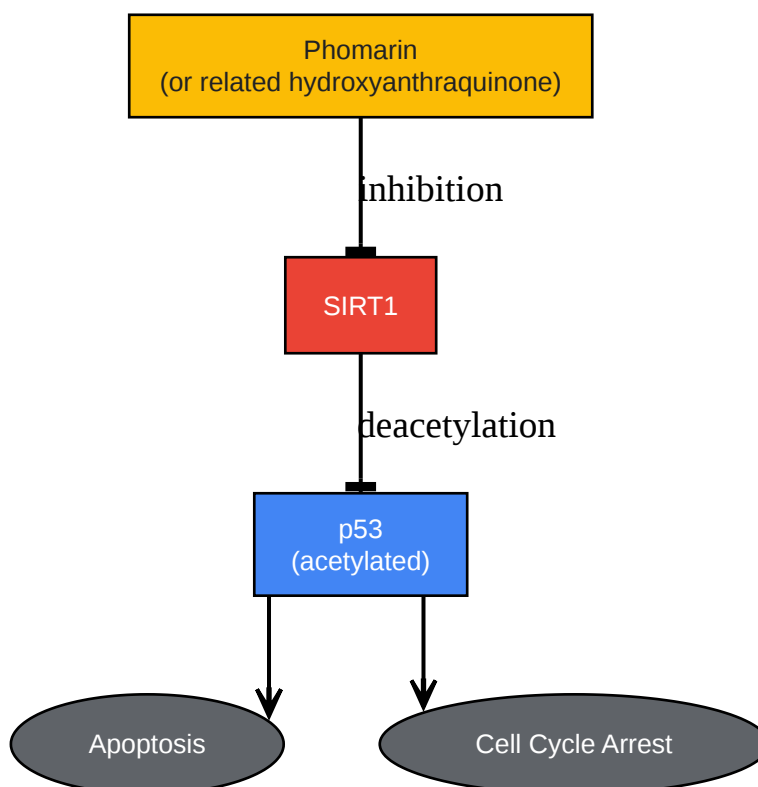 Phomarin
(or related hydroxyanthraquinone)
inhibition
SIRT1
deacetylation
p53
(acetylated)
Apoptosis
Cell Cycle Arrest